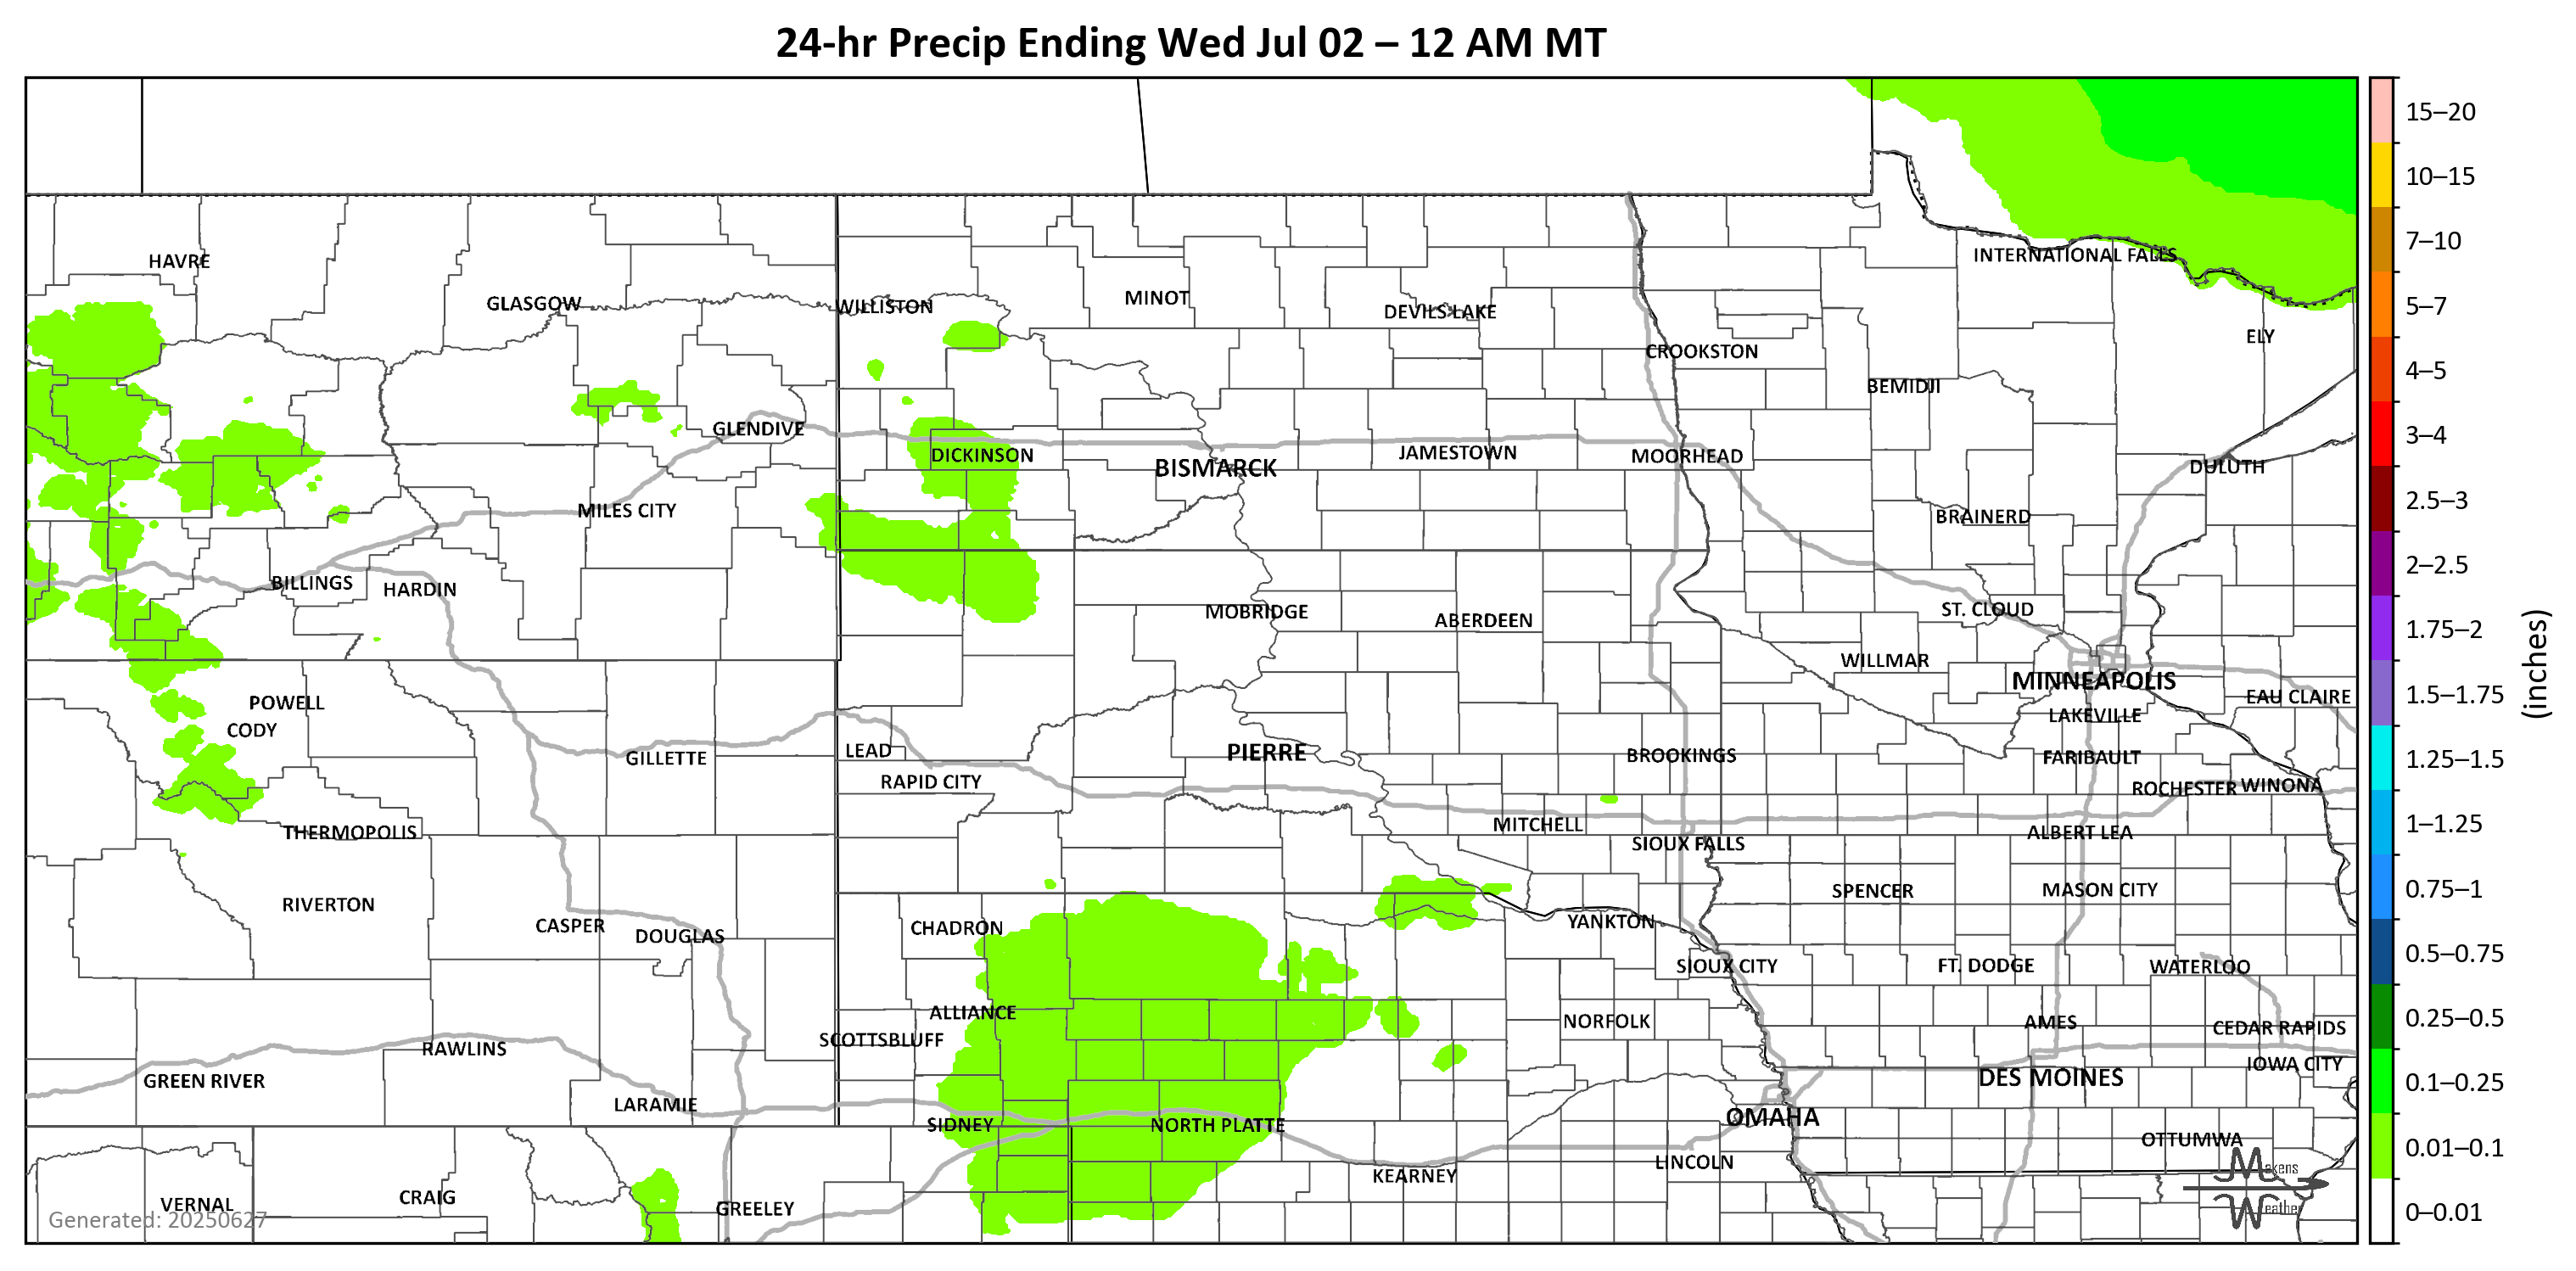 24-hr Precip Ending Wed Jul 02 – 12 AM MT
HAVRE
GLASGOW
WILLISTON
MINOT
DEVILS LAKE
INTERNATIONAL FALLS
CROOKSTON
ELY
BEMIDJI
GLENDIVE
DICKINSON
BISMARCK
JAMESTOWN
MOORHEAD
DULUTH
MILES CITY
BRAINERD
BILLINGS
HARDIN
MOBRIDGE
ABERDEEN
ST. CLOUD
WILLMAR
MINNEAPOLIS
EAU CLAIRE
POWELL
CODY
LAKEVILLE
GILLETTE
LEAD
PIERRE
BROOKINGS
FARIBAULT
RAPID CITY
ROCHESTER
WINONA
THERMOPOLIS
MITCHELL
SIOUX FALLS
ALBERT LEA
RIVERTON
SPENCER
MASON CITY
CASPER
DOUGLAS
CHADRON
YANKTON
SIOUX CITY
FT. DODGE
WATERLOO
ALLIANCE
NORFOLK
AMES
CEDAR RAPIDS
SCOTTSBLUFF
RAWLINS
IOWA CITY
GREEN RIVER
DES MOINES
LARAMIE
SIDNEY
NORTH PLATTE
OMAHA
OTTUMWA
KEARNEY
LINCOLN
VERNAL
CRAIG
GREELEY
Generated: 20250627
Makens
Weather
15–20
10–15
7–10
5–7
4–5
3–4
2.5–3
2–2.5
1.75–2
1.5–1.75
1.25–1.5
1–1.25
0.75–1
0.5–0.75
0.25–0.5
0.1–0.25
0.01–0.1
0–0.01
(inches)